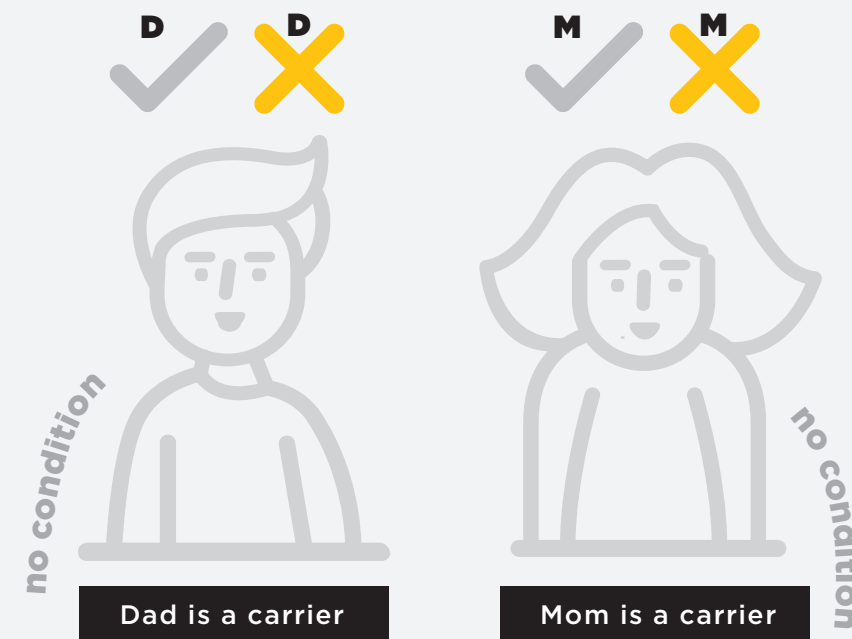 D D M M
no condition
no condition
Dad is a carrier
Mom is a carrier